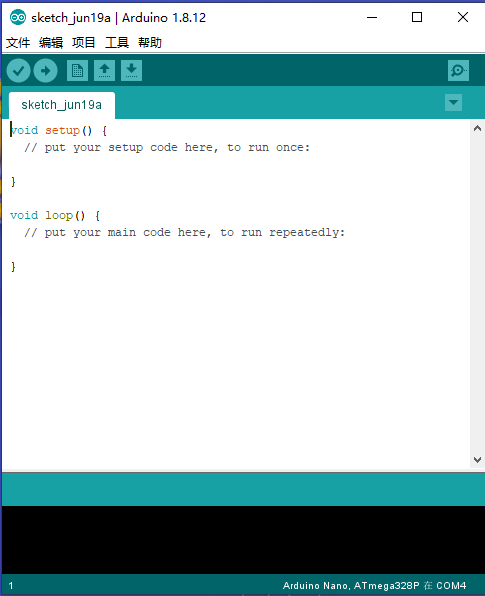 sketch_jun19a | Arduino 1.8.12
文件 编辑 项目 工具 帮助
sketch_jun19a
void setup() {
  // put your setup code here, to run once:
}
void loop() {
  // put your main code here, to run repeatedly:
}
1 Arduino Nano, ATmega328P 在 COM4